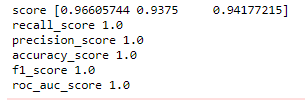 score [0.96605744 0.9375     0.94177215]
recall_score 1.0
precision_score 1.0
accuracy_score 1.0
f1_score 1.0
roc_auc_score 1.0